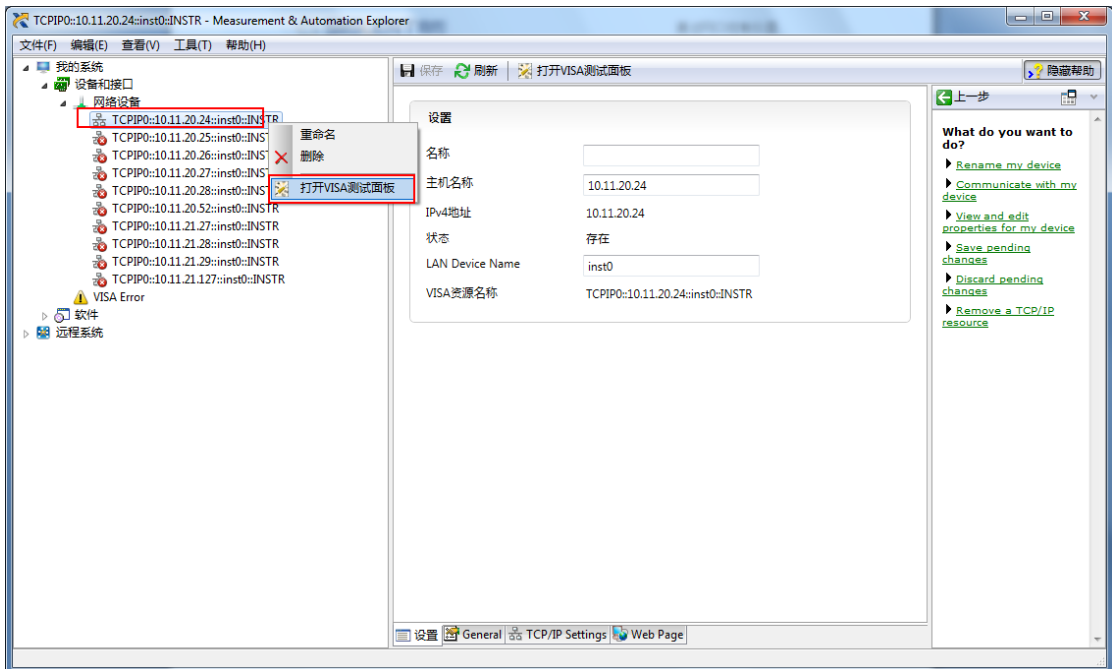 TCPIP0::10.11.20.24::inst0::INSTR - Measurement & Automation Explorer
文件(F) 编辑(E) 查看(V) 工具(T) 帮助(H)
我的系统
设备和接口
网络设备
TCPIP0::10.11.20.24::inst0::INSTR
TCPIP0::10.11.20.25::inst0::INST
TCPIP0::10.11.20.26::inst0::INST
TCPIP0::10.11.20.27::inst0::INST
TCPIP0::10.11.20.28::inst0::INST
TCPIP0::10.11.20.52::inst0::INSTR
TCPIP0::10.11.21.27::inst0::INSTR
TCPIP0::10.11.21.28::inst0::INSTR
TCPIP0::10.11.21.29::inst0::INSTR
TCPIP0::10.11.21.127::inst0::INSTR
VISA Error
软件
远程系统
重命名
删除
打开VISA测试面板
保存 刷新 打开VISA测试面板 隐藏帮助
设置
名称
主机名称 10.11.20.24
IPv4地址 10.11.20.24
状态 存在
LAN Device Name inst0
VISA资源名称 TCPIP0::10.11.20.24::inst0::INSTR
设置 General TCP/IP Settings Web Page
上一步
What do you want to
do?
Rename my device
Communicate with my
device
View and edit
properties for my device
Save pending
changes
Discard pending
changes
Remove a TCP/IP
resource